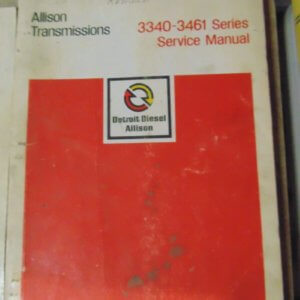 Allison
Transmissions
3340-3461 Series
Service Manual
Detroit Diesel
Allison